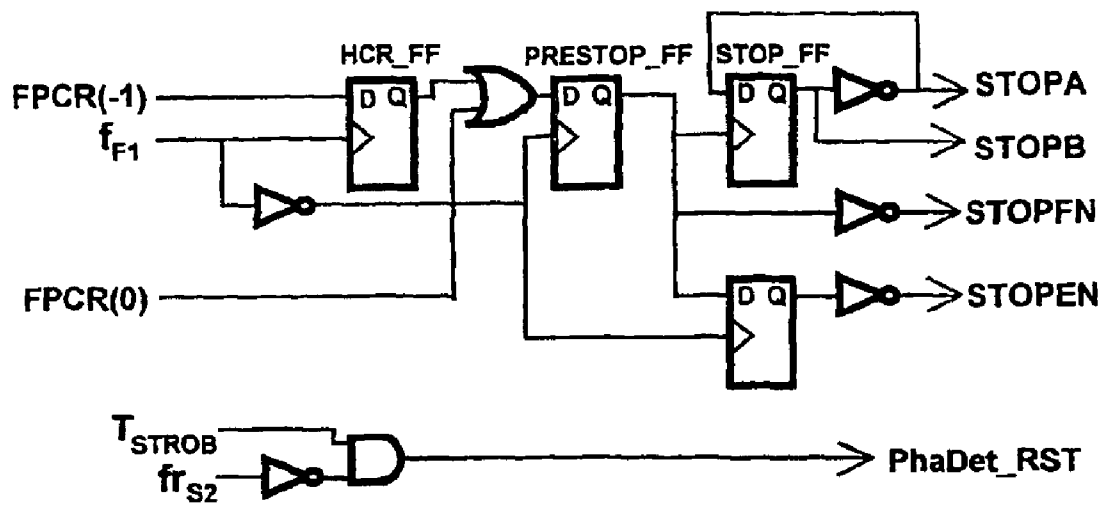 HCR_FF
PRESTOP_FF
STOP_FF
FPCR(-1)
D Q
D Q
D Q
STOPA
fF1
STOPB
STOPFN
FPCR(0)
D Q
STOPEN
TSTROB
frS2
PhaDet_RST